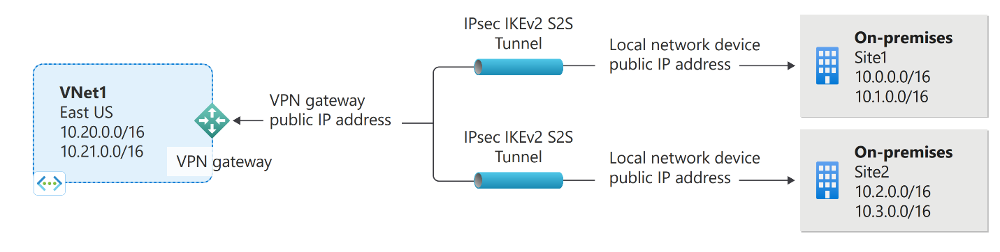 VNet1
East US
10.20.0.0/16
10.21.0.0/16
VPN gateway
VPN gateway
public IP address
IPsec IKEv2 S2S
Tunnel
Local network device
public IP address
On-premises
Site1
10.0.0.0/16
10.1.0.0/16
IPsec IKEv2 S2S
Tunnel
Local network device
public IP address
On-premises
Site2
10.2.0.0/16
10.3.0.0/16